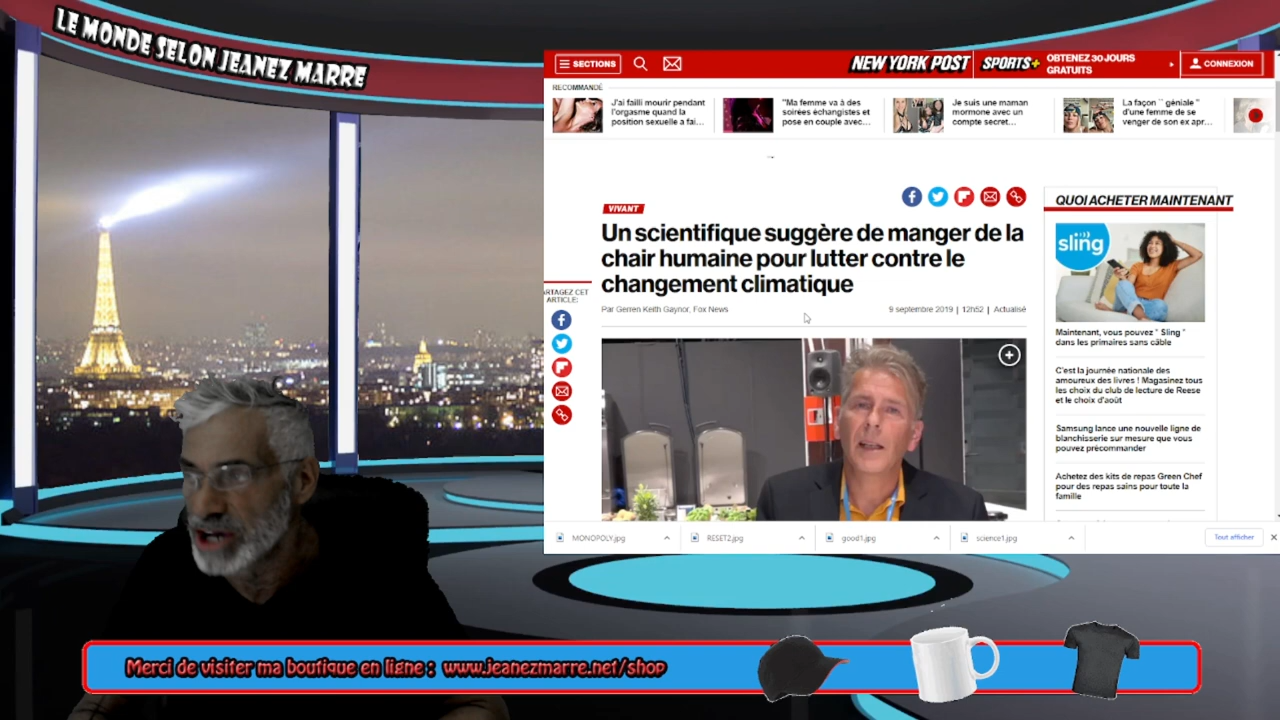 LE MONDE SELON JEANEZ MARRE
SECTIONS
NEW YORK POST
SPORTS+
OBTENEZ 30 JOURS
GRATUITS
CONNEXION
RECOMMANDÉ
J'ai failli mourir pendant
l'orgasme quand la
position sexuelle a fai...
"Ma femme va à des
soirées échangistes et
pose en couple avec...
Je suis une maman
mormone avec un
compte secret...
La façon `` géniale "
d'une femme de se
venger de son ex apr...
VIVANT
Un scientifique suggère de manger de la
chair humaine pour lutter contre le
changement climatique
Par Gerren Keith Gaynor, Fox News
9 septembre 2019 | 12h52 | Actualisé
RTAGEZ CET
ARTICLE:
QUOI ACHETER MAINTENANT
sling
Maintenant, vous pouvez " Sling "
dans les primaires sans câble
C'est la journée nationale des
amoureux des livres ! Magasinez tous
les choix du club de lecture de Reese
et le choix d'août
Samsung lance une nouvelle ligne de
blanchisserie sur mesure que vous
pouvez précommander
Achetez des kits de repas Green Chef
pour des repas sains pour toute la
famille
MONOPOLY.jpg
RESET2.jpg
good1.jpg
science1.jpg
Tout afficher
Merci de visiter ma boutique en ligne : www.jeanezmarre.net/shop